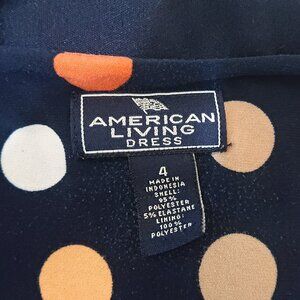 AMERICAN
LIVING
DRESS
4
MADE IN
INDONESIA
SHELL:
95%
POLYESTER
5% ELASTANE
LINING:
100%
POLYESTER